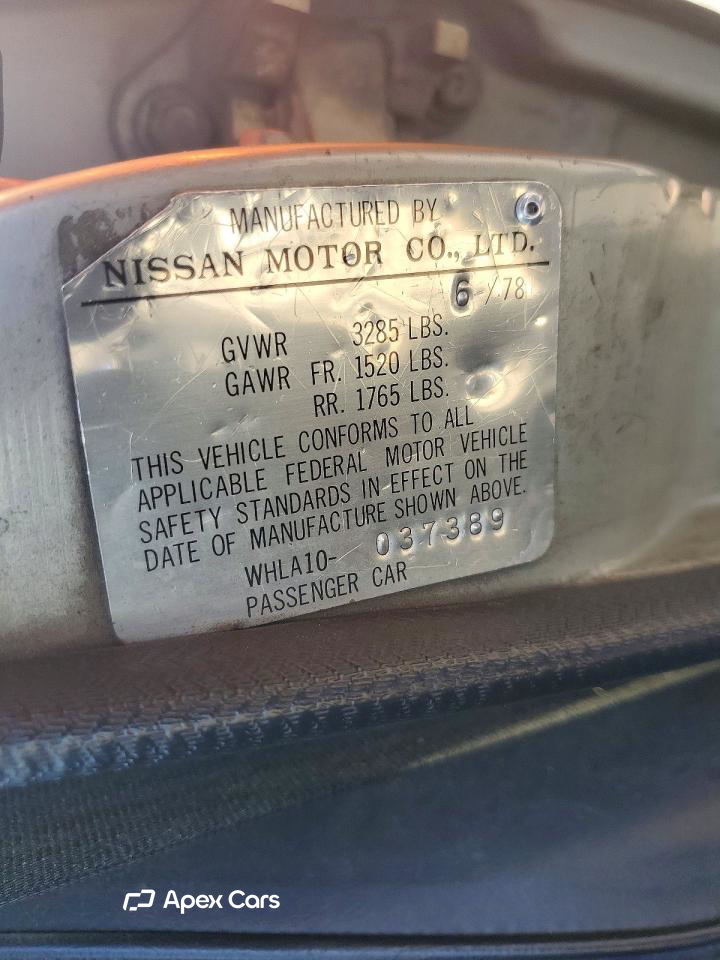 MANUFACTURED BY
NISSAN MOTOR CO., LTD.
6 / 78
GVWR 3285 LBS.
GAWR FR. 1520 LBS.
RR. 1765 LBS.
THIS VEHICLE CONFORMS TO ALL
APPLICABLE FEDERAL MOTOR VEHICLE
SAFETY STANDARDS IN EFFECT ON THE
DATE OF MANUFACTURE SHOWN ABOVE.
WHLA10- 037389
PASSENGER CAR
Apex Cars